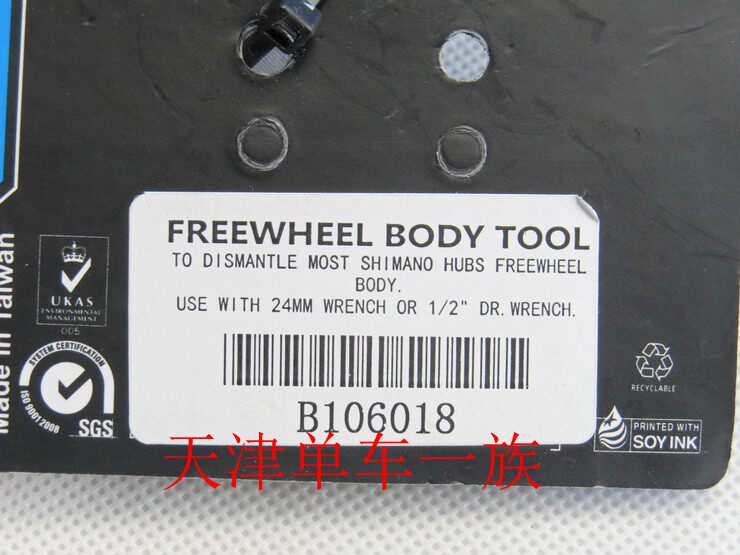 FREEWHEEL BODY TOOL
TO DISMANTLE MOST SHIMANO HUBS FREEWHEEL
BODY.
USE WITH 24MM WRENCH OR 1/2" DR.WRENCH.
B106018
天津单车一族
Made in Taiwan
UKAS
ENVIRONMENTAL
MANAGEMENT
005
SYSTEM CERTIFICATION
ISO 9001:2008
SGS
RECYCLABLE
PRINTED WITH
SOY INK